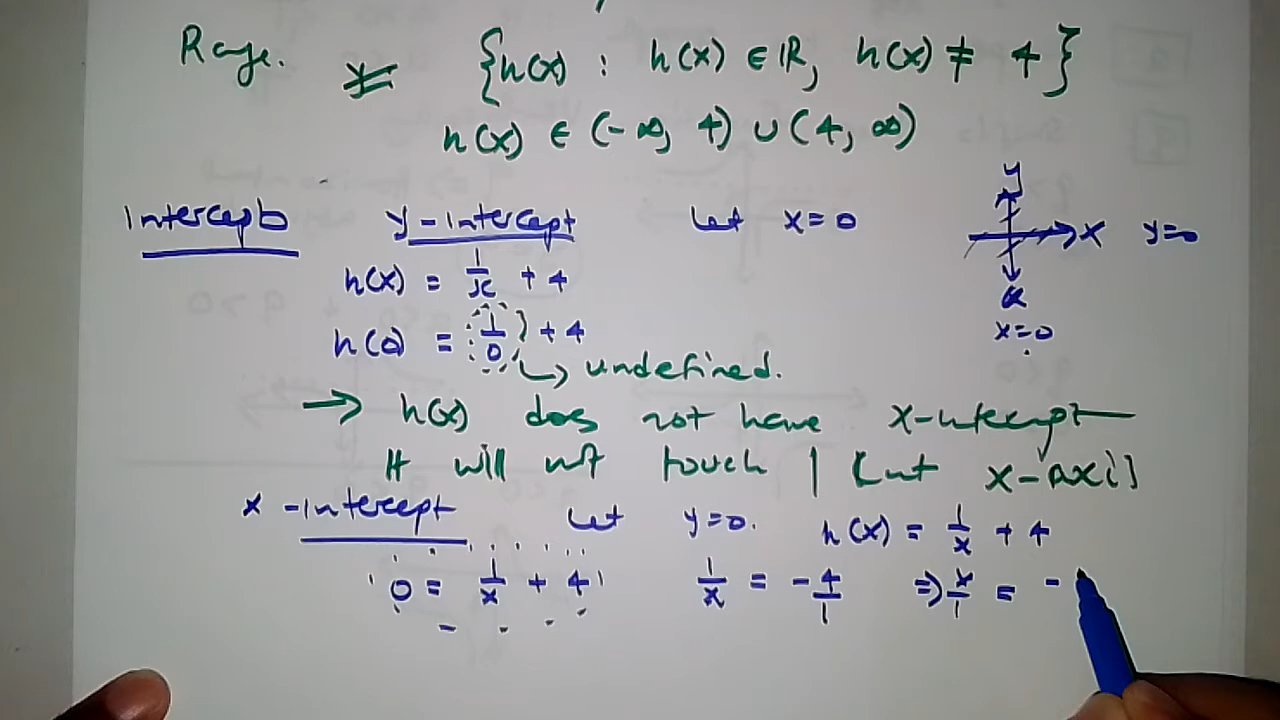 Range. {h(x) : h(x) ∈ ℝ, h(x) ≠ 4}
h(x) ∈ (-∞, 4) ∪ (4, ∞)
y
Intercepts y-intercept Let x=0 x y=0
h(x) = 1/x + 4
x=0
h(0) = 1/0 + 4
↳ undefined.
⇒ h(x) does not have x-intercept
It will not touch | cut x-axis
x-intercept Let y=0. h(x) = 1/x + 4
0 = 1/x + 4 1/x = -4/1 ⇒ x/1 = -